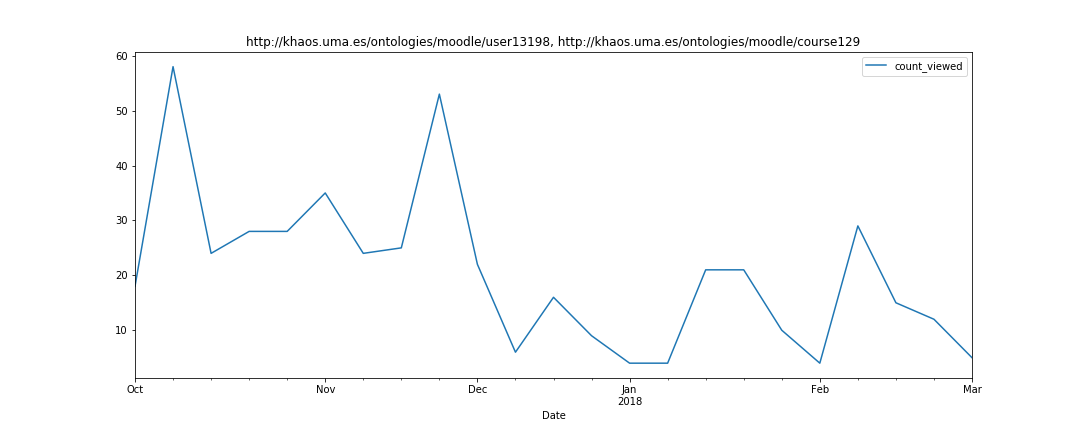 http://khaos.uma.es/ontologies/moodle/user13198, http://khaos.uma.es/ontologies/moodle/course129
count_viewed
60
50
40
30
20
10
Oct
Nov
Dec
Jan
2018
Feb
Mar
Date